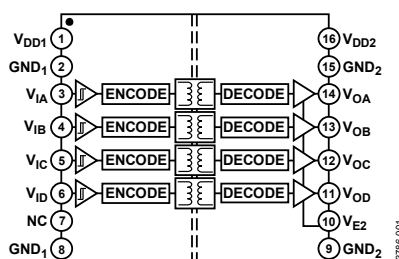 VDD1 1 16 VDD2
GND1 2 15 GND2
VIA 3 ENCODE DECODE 14 VOA
VIB 4 ENCODE DECODE 13 VOB
VIC 5 ENCODE DECODE 12 VOC
VID 6 ENCODE DECODE 11 VOD
NC 7 10 VE2
GND1 8 9 GND2